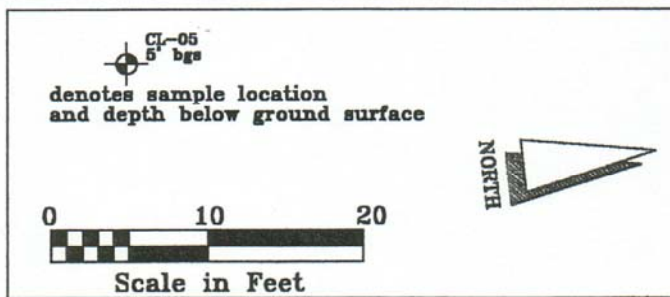 CL-05
5' bgs
denotes sample location
and depth below ground surface
NORTH
0 10 20
Scale in Feet